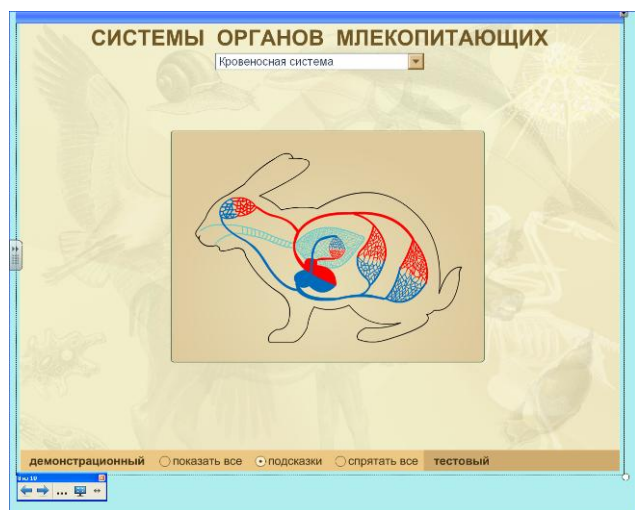 СИСТЕМЫ ОРГАНОВ МЛЕКОПИТАЮЩИХ
Кровеносная система
демонстрационный показать все подсказки спрятать все тестовый